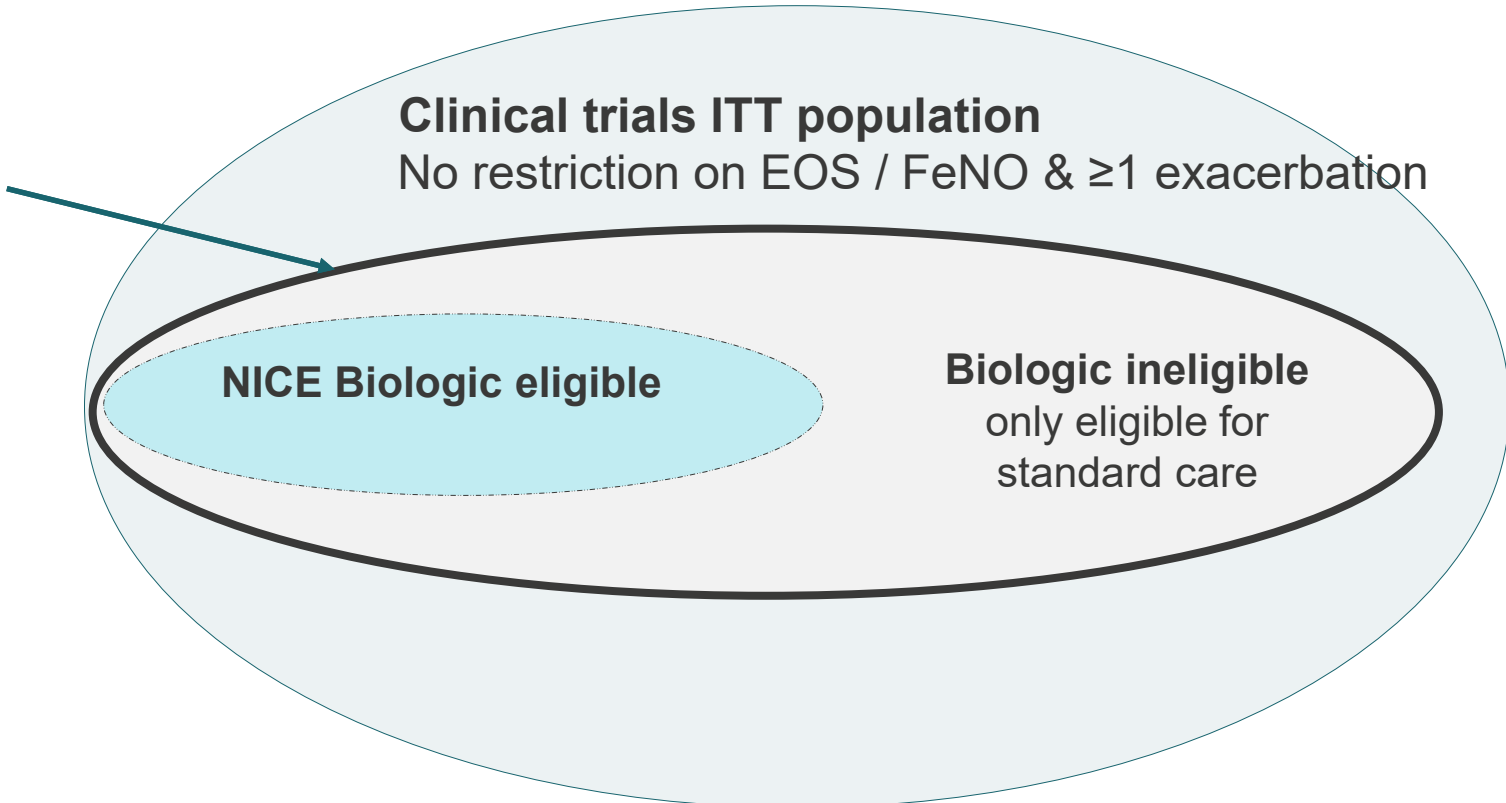 Clinical trials ITT population
No restriction on EOS / FeNO & ≥1 exacerbation
NICE Biologic eligible
Biologic ineligible
only eligible for
standard care